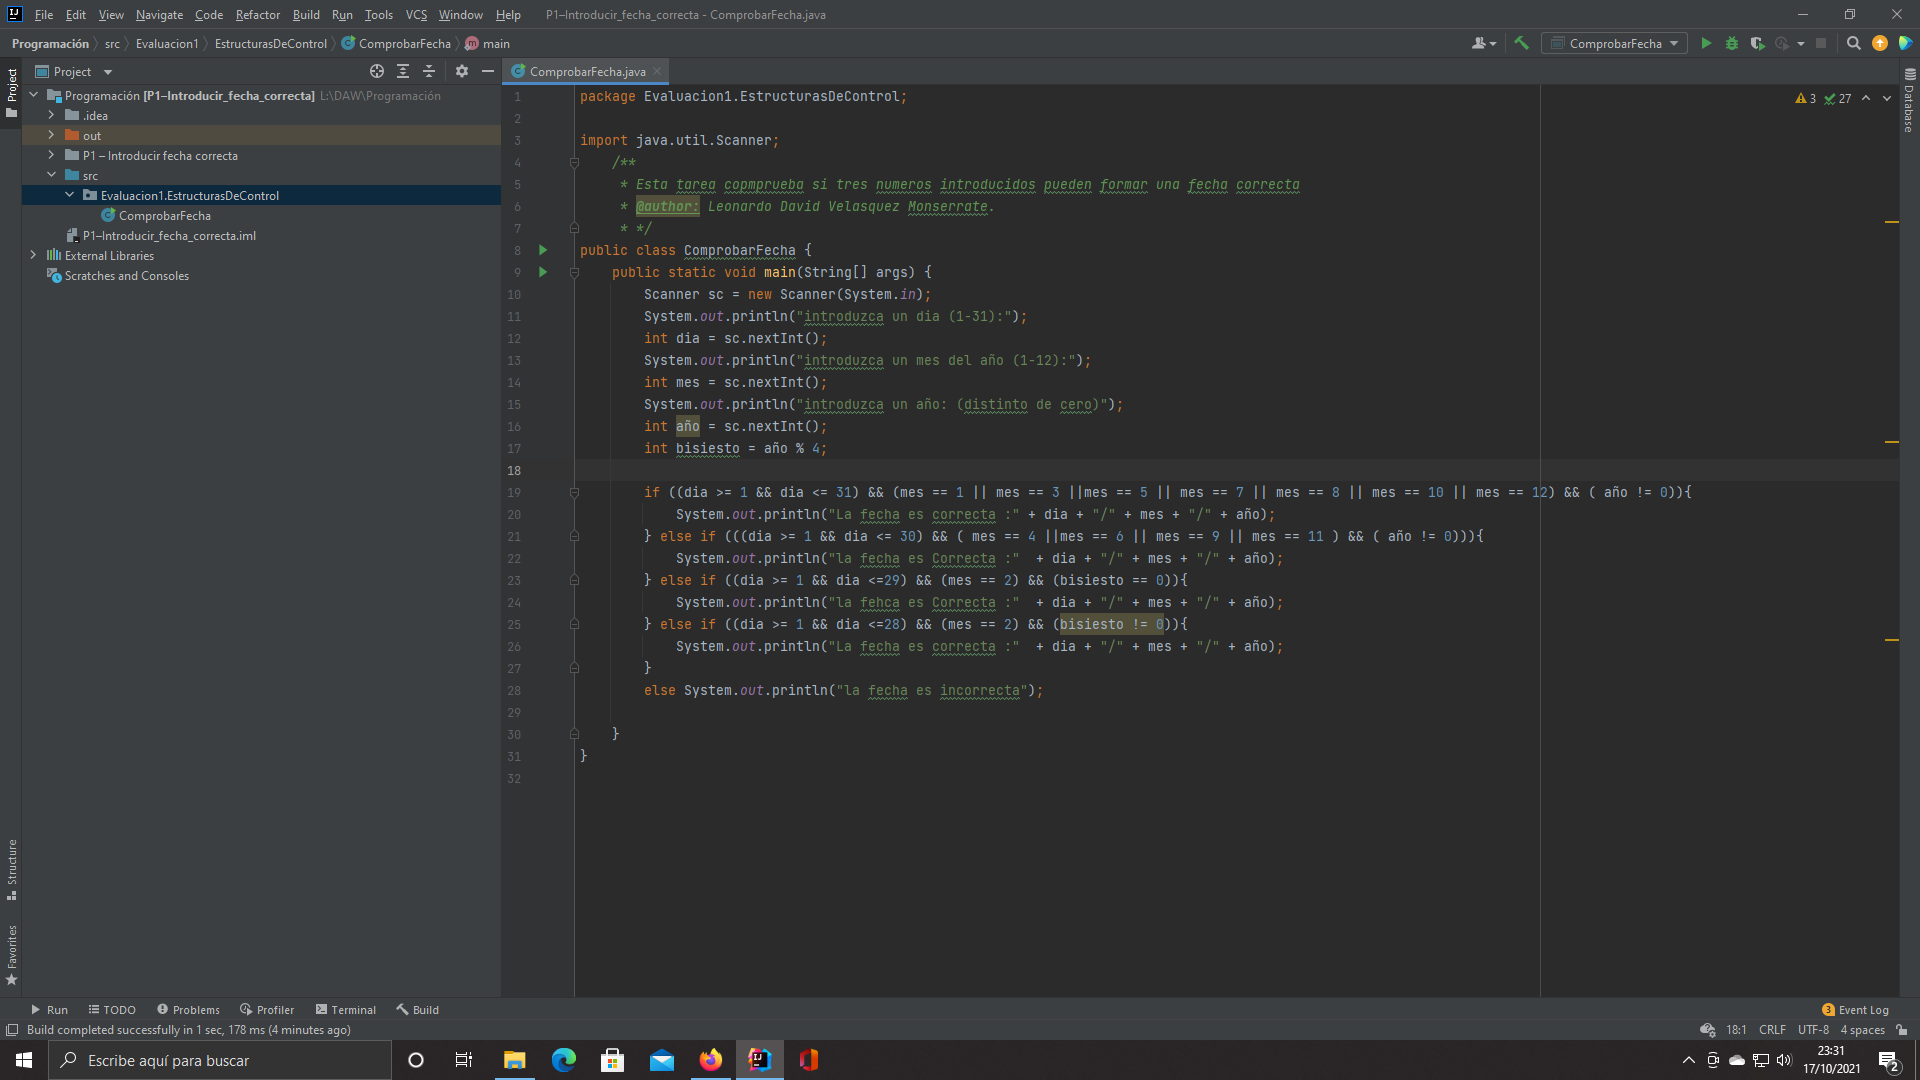 File Edit View Navigate Code Refactor Build Run Tools VCS Window Help P1–Introducir_fecha_correcta - ComprobarFecha.java
Programación src Evaluacion1 EstructurasDeControl ComprobarFecha main ComprobarFecha
Project
Project
Programación [P1–Introducir_fecha_correcta] L:\DAW\Programación
.idea
out
P1 – Introducir fecha correcta
src
Evaluacion1.EstructurasDeControl
ComprobarFecha
P1–Introducir_fecha_correcta.iml
External Libraries
Scratches and Consoles
Structure
Favorites
ComprobarFecha.java
3 27
Database
1 package Evaluacion1.EstructurasDeControl;
2
3 import java.util.Scanner;
4 /**
5 * Esta tarea copmprueba si tres numeros introducidos pueden formar una fecha correcta
6 * @author: Leonardo David Velasquez Monserrate.
7 * */
8 public class ComprobarFecha {
9 public static void main(String[] args) {
10 Scanner sc = new Scanner(System.in);
11 System.out.println("introduzca un dia (1-31):");
12 int dia = sc.nextInt();
13 System.out.println("introduzca un mes del año (1-12):");
14 int mes = sc.nextInt();
15 System.out.println("introduzca un año: (distinto de cero)");
16 int año = sc.nextInt();
17 int bisiesto = año % 4;
18
19 if ((dia >= 1 && dia <= 31) && (mes == 1 || mes == 3 ||mes == 5 || mes == 7 || mes == 8 || mes == 10 || mes == 12) && ( año != 0)){
20 System.out.println("La fecha es correcta :" + dia + "/" + mes + "/" + año);
21 } else if (((dia >= 1 && dia <= 30) && ( mes == 4 ||mes == 6 || mes == 9 || mes == 11 ) && ( año != 0))){
22 System.out.println("la fecha es Correcta :"  + dia + "/" + mes + "/" + año);
23 } else if ((dia >= 1 && dia <=29) && (mes == 2) && (bisiesto == 0)){
24 System.out.println("la fehca es Correcta :"  + dia + "/" + mes + "/" + año);
25 } else if ((dia >= 1 && dia <=28) && (mes == 2) && (bisiesto != 0)){
26 System.out.println("La fecha es correcta :"  + dia + "/" + mes + "/" + año);
27 }
28 else System.out.println("la fecha es incorrecta");
29
30 }
31 }
32
Run TODO Problems Profiler Terminal Build 3 Event Log
Build completed successfully in 1 sec, 178 ms (4 minutes ago) 18:1 CRLF UTF-8 4 spaces
Escribe aquí para buscar
23:31
17/10/2021
2